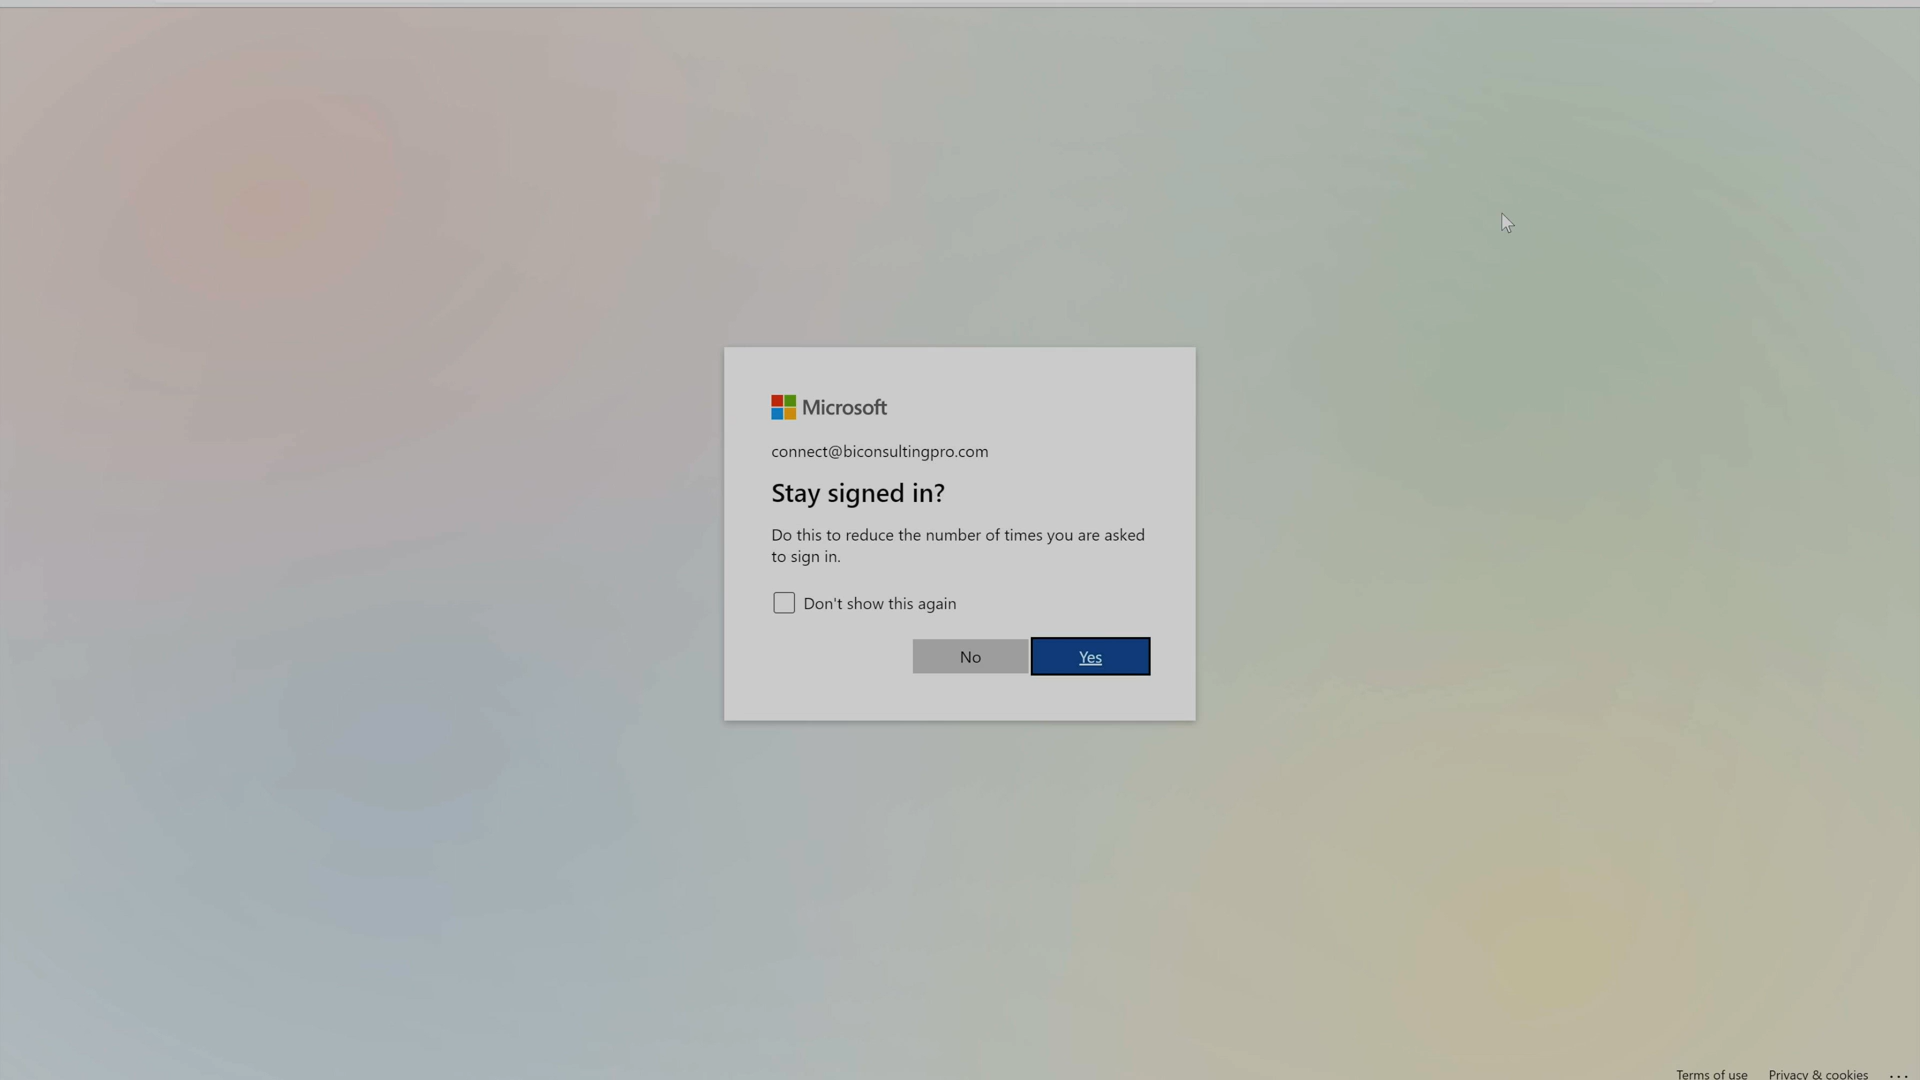 Microsoft
connect@biconsultingpro.com
Stay signed in?
Do this to reduce the number of times you are asked
to sign in.
Don't show this again
No
Yes
Terms of use
Privacy & cookies
...